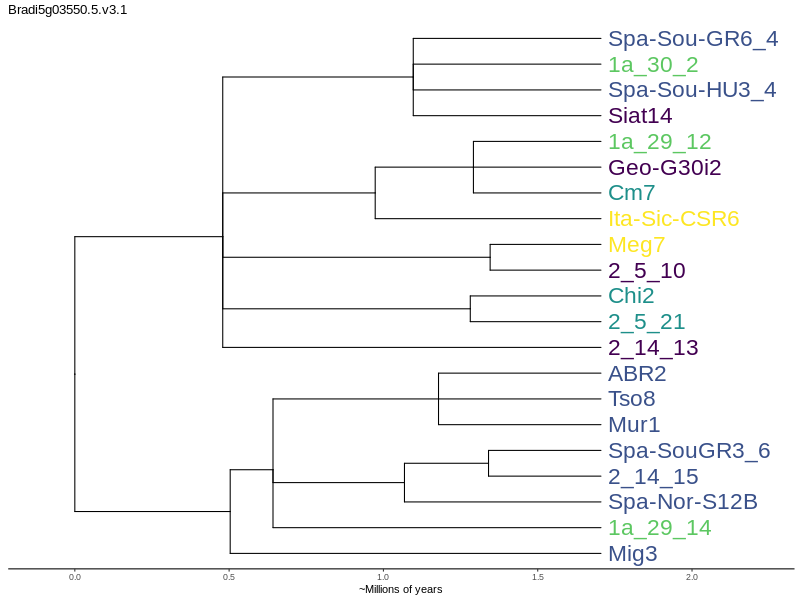 Bradi5g03550.5.v3.1
Spa-Sou-GR6_4
1a_30_2
Spa-Sou-HU3_4
Siat14
1a_29_12
Geo-G30i2
Cm7
Ita-Sic-CSR6
Meg7
2_5_10
Chi2
2_5_21
2_14_13
ABR2
Tso8
Mur1
Spa-SouGR3_6
2_14_15
Spa-Nor-S12B
1a_29_14
Mig3
0.0 0.5 1.0 1.5 2.0
~Millions of years